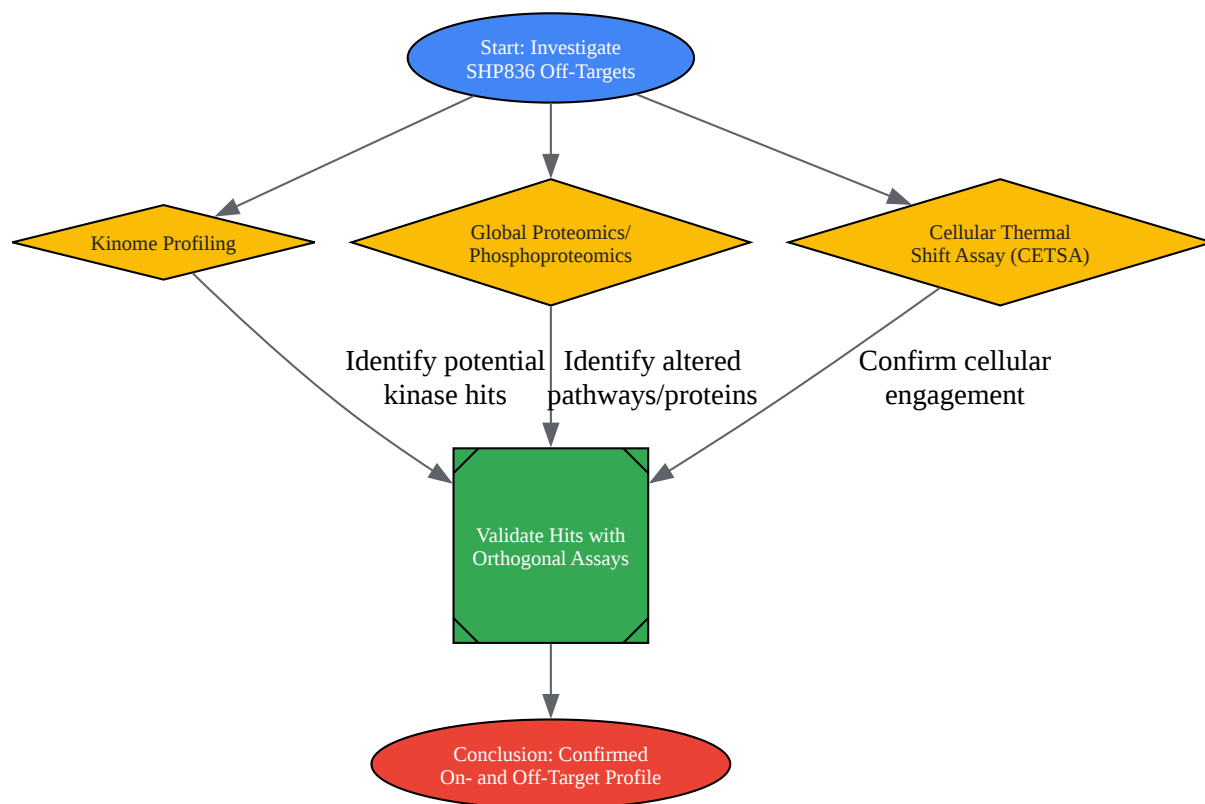 Start: Investigate
SHP836 Off-Targets
Kinome Profiling
Global Proteomics/
Phosphoproteomics
Cellular Thermal
Shift Assay (CETSA)
Identify potential
kinase hits
Identify altered
pathways/proteins
Confirm cellular
engagement
Validate Hits with
Orthogonal Assays
Conclusion: Confirmed
On- and Off-Target Profile